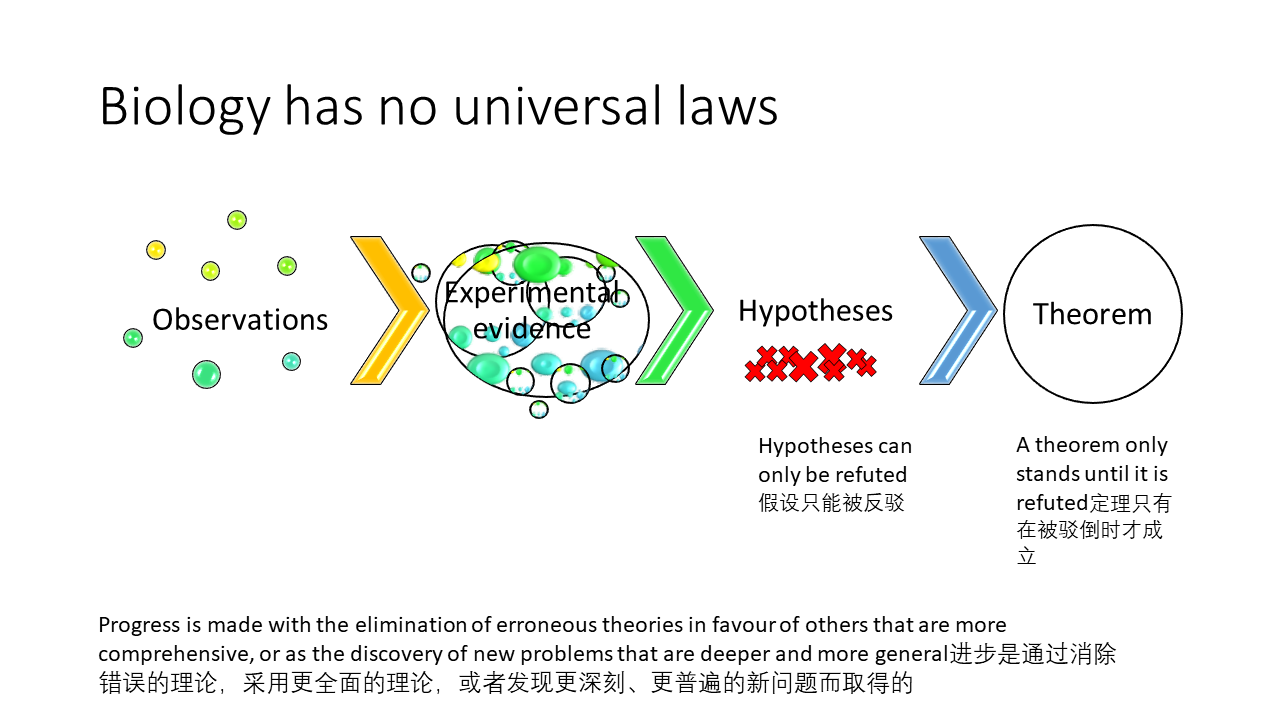 Biology has no universal laws
Observations
Experimental
evidence
Hypotheses
Theorem
Hypotheses can
only be refuted
假设只能被反驳
A theorem only
stands until it is
refuted定理只有
在被驳倒时才成
立
Progress is made with the elimination of erroneous theories in favour of others that are more
comprehensive, or as the discovery of new problems that are deeper and more general进步是通过消除
错误的理论，采用更全面的理论，或者发现更深刻、更普遍的新问题而取得的